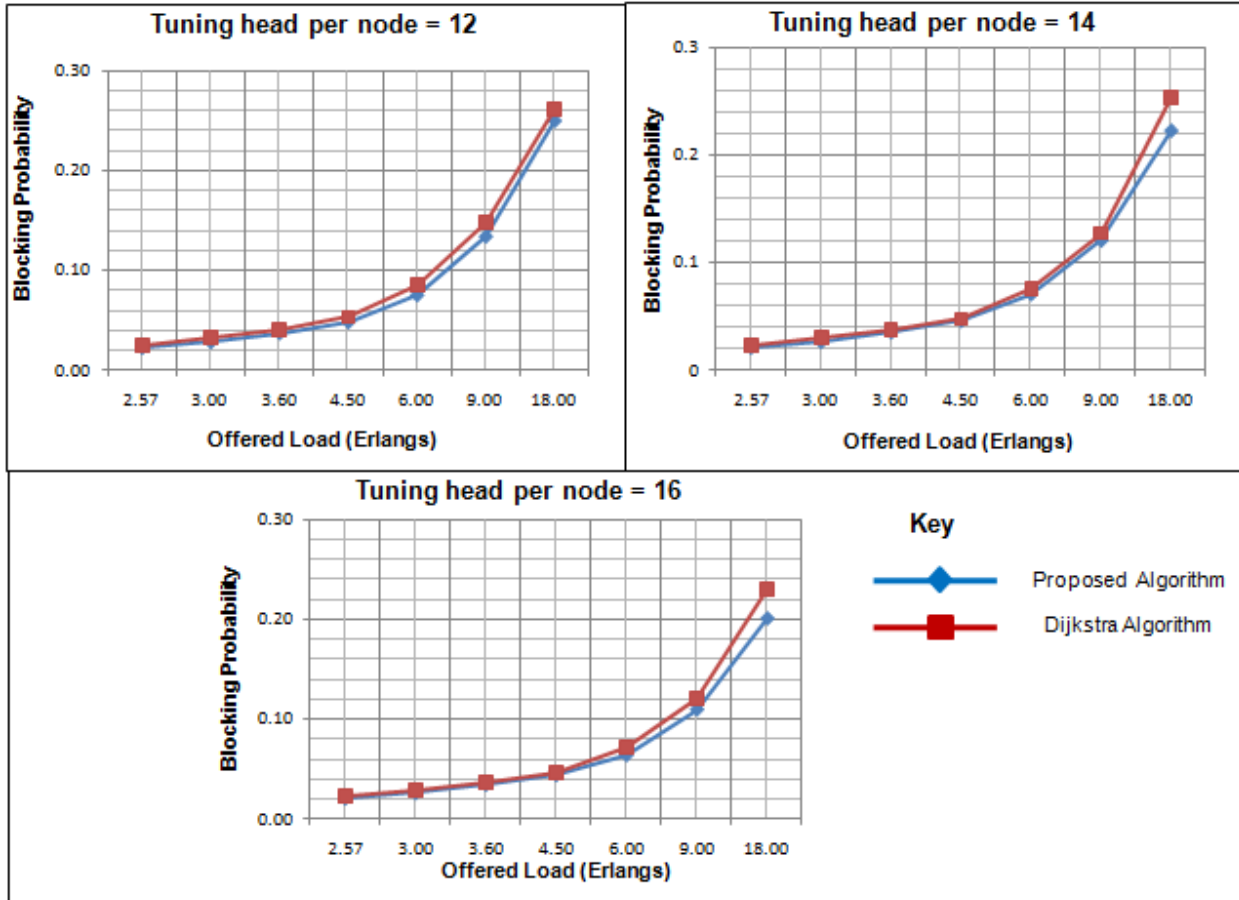 Tuning head per node = 12
Blocking Probability
0.30
0.20
0.10
0.00
2.57 3.00 3.60 4.50 6.00 9.00 18.00
Offered Load (Erlangs)
Tuning head per node = 14
Blocking Probability
0.3
0.2
0.1
0
2.57 3.00 3.60 4.50 6.00 9.00 18.00
Offered Load (Erlangs)
Tuning head per node = 16
Blocking Probability
0.30
0.20
0.10
0.00
2.57 3.00 3.60 4.50 6.00 9.00 18.00
Offered Load (Erlangs)
Key
Proposed Algorithm
Dijkstra Algorithm